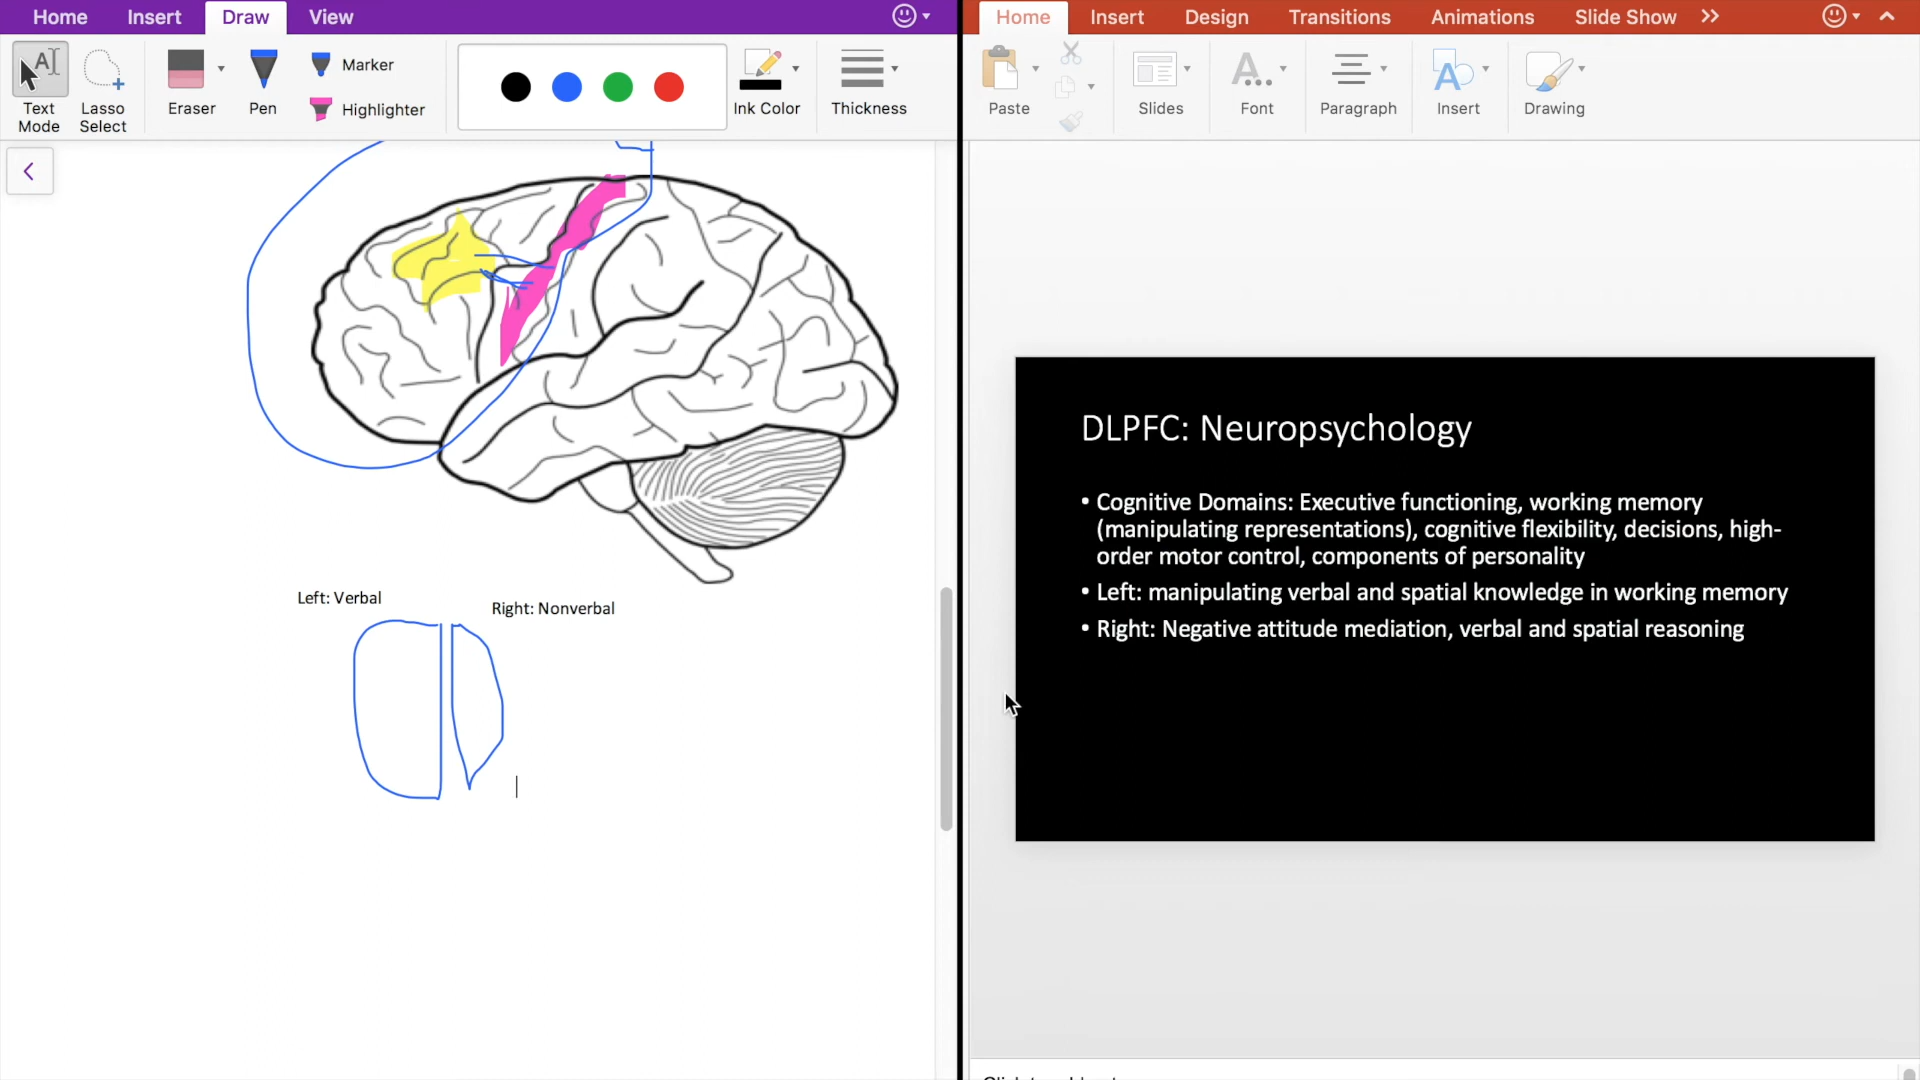 Home Insert Draw View
Text Mode
Lasso Select
Eraser
Pen
Marker
Highlighter
Ink Color
Thickness
Left: Verbal
Right: Nonverbal
Home Insert Design Transitions Animations Slide Show
Paste
Slides
Font
Paragraph
Insert
Drawing
DLPFC: Neuropsychology
• Cognitive Domains: Executive functioning, working memory
(manipulating representations), cognitive flexibility, decisions, high-
order motor control, components of personality
• Left: manipulating verbal and spatial knowledge in working memory
• Right: Negative attitude mediation, verbal and spatial reasoning